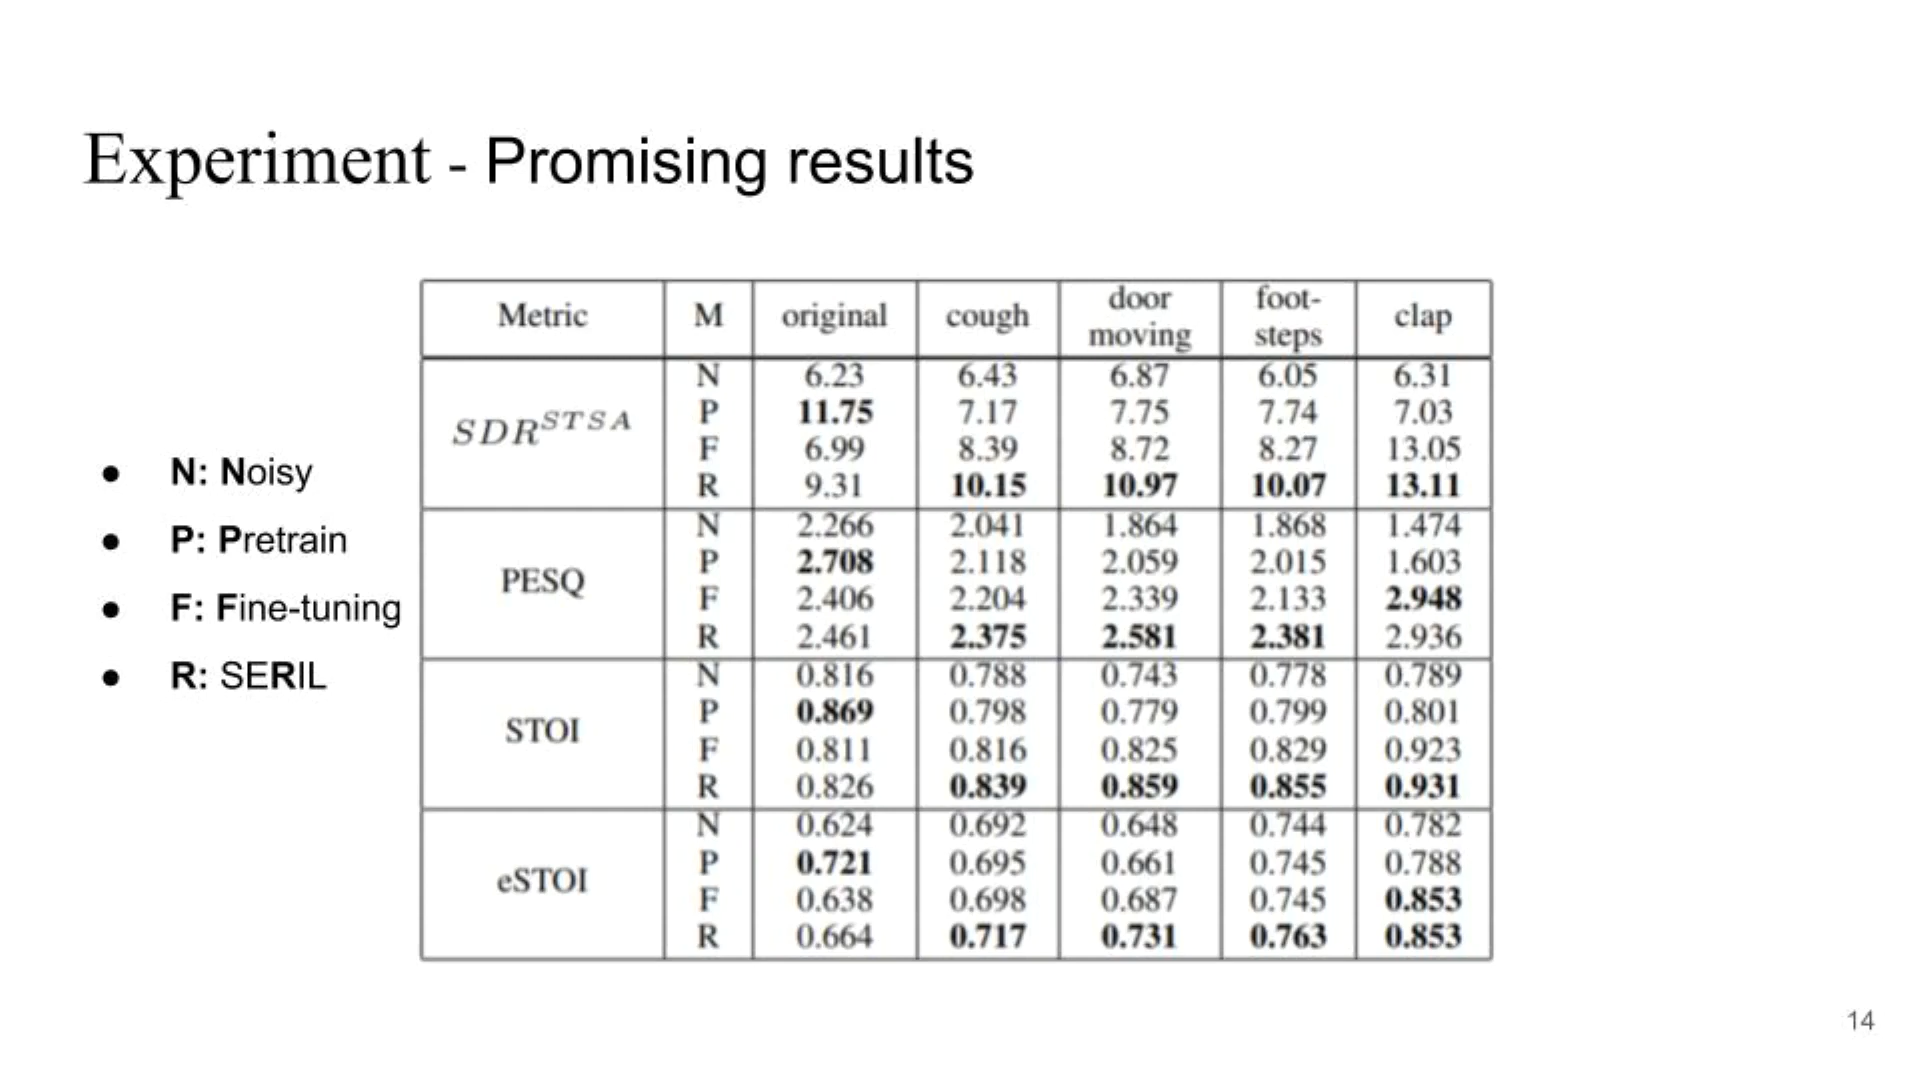 Experiment - Promising results
● N: Noisy
● P: Pretrain
● F: Fine-tuning
● R: SERIL
Metric M original cough door moving foot-steps clap
SDR^{STSA}
N 6.23 6.43 6.87 6.05 6.31
P 11.75 7.17 7.75 7.74 7.03
F 6.99 8.39 8.72 8.27 13.05
R 9.31 10.15 10.97 10.07 13.11
PESQ
N 2.266 2.041 1.864 1.868 1.474
P 2.708 2.118 2.059 2.015 1.603
F 2.406 2.204 2.339 2.133 2.948
R 2.461 2.375 2.581 2.381 2.936
STOI
N 0.816 0.788 0.743 0.778 0.789
P 0.869 0.798 0.779 0.799 0.801
F 0.811 0.816 0.825 0.829 0.923
R 0.826 0.839 0.859 0.855 0.931
eSTOI
N 0.624 0.692 0.648 0.744 0.782
P 0.721 0.695 0.661 0.745 0.788
F 0.638 0.698 0.687 0.745 0.853
R 0.664 0.717 0.731 0.763 0.853
14